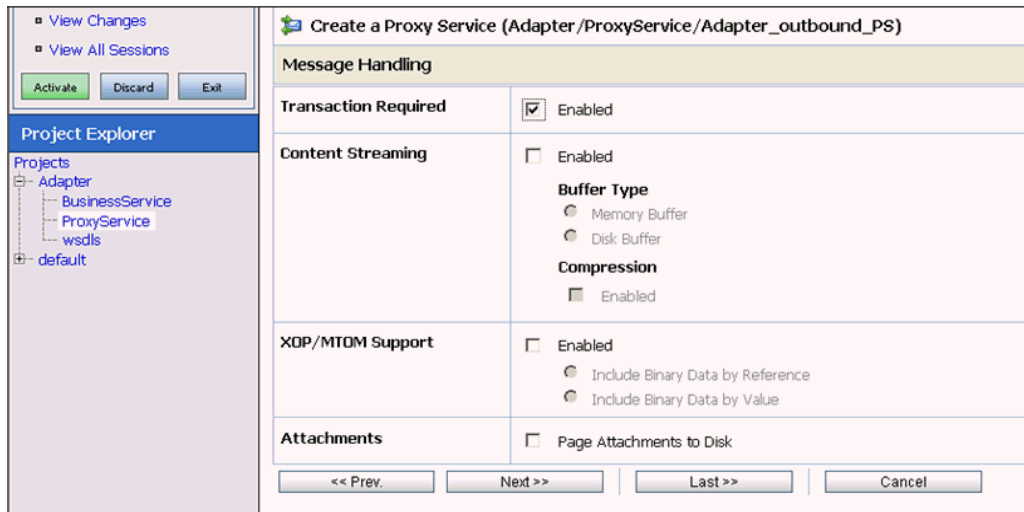 View Changes
View All Sessions
Activate Discard Exit
Project Explorer
Projects
Adapter
BusinessService
ProxyService
wsdls
default
Create a Proxy Service (Adapter/ProxyService/Adapter_outbound_PS)
Message Handling
Transaction Required Enabled
Content Streaming Enabled
Buffer Type
Memory Buffer
Disk Buffer
Compression
Enabled
XOP/MTOM Support Enabled
Include Binary Data by Reference
Include Binary Data by Value
Attachments Page Attachments to Disk
<< Prev. Next >> Last >> Cancel